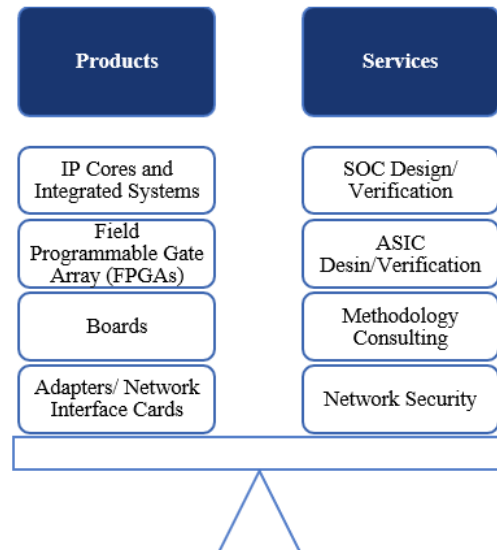 Products
Services
IP Cores and
Integrated Systems
Field
Programmable Gate
Array (FPGAs)
Boards
Adapters/ Network
Interface Cards
SOC Design/
Verification
ASIC
Desin/Verification
Methodology
Consulting
Network Security